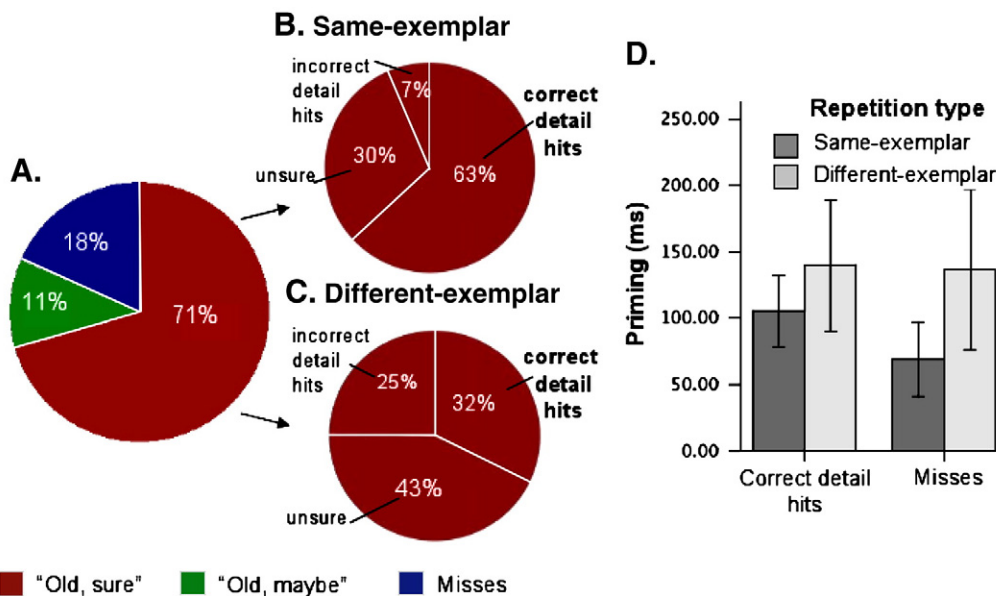 A.
18%
11%
71%
B. Same-exemplar
incorrect
detail
hits
7%
correct
detail
hits
30%
unsure
63%
C. Different-exemplar
incorrect
detail
hits
25%
correct
detail
hits
32%
43%
unsure
D.
Repetition type
Same-exemplar
Different-exemplar
Priming (ms)
250.00
200.00
150.00
100.00
50.00
0.00
Correct detail
hits
Misses
"Old, sure"
"Old, maybe"
Misses